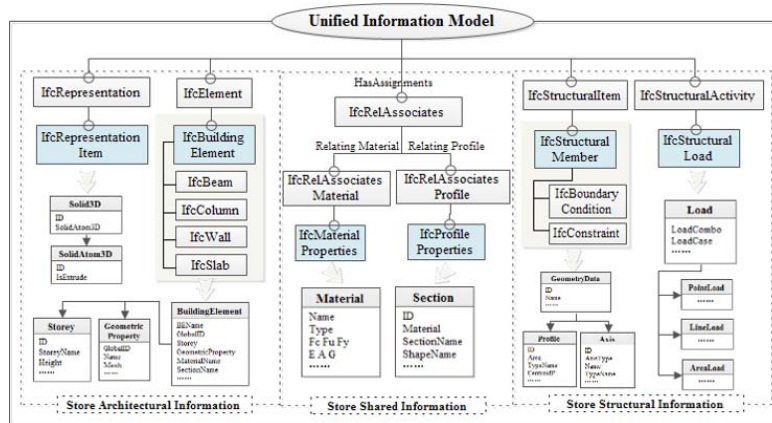 Unified Information Model
IfcRepresentation
IfcElement
HasAssignments
IfcRelAssociates
IfcStructuralItem
IfcStructuralActivity
IfcRepresentation
Item
IfcBuilding
Element
IfcBeam
IfcColumn
IfcWall
IfcSlab
Relating Material
Relating Profile
IfcRelAssociates
Material
IfcRelAssociates
Profile
IfcMaterial
Properties
IfcProfile
Properties
IfcStructural
Member
IfcBoundary
Condition
IfcConstraint
IfcStructural
Load
Solid3D
ID
SolidAtom3D
SolidAtom3D
ID
IsExtrude
Storey
ID
StoreyName
Height
......
Geometric
Property
GlobalID
Name
Mesh
......
BuildingElement
BEName
GlobalID
Storey
GeometricProperty
MaterialName
SectionName
......
Material
Name
Type
Fc Fu Fy
E A G
......
Section
ID
Material
SectionName
ShapeName
......
GeometryData
ID
Name
......
Profile
ID
Area
TypeName
CentroidP
......
Axis
ID
AxisType
Name
TypeName
......
Load
LoadCombo
LoadCase
......
PointLoad
......
LineLoad
......
AreaLoad
......
Store Architectural Information
Store Shared Information
Store Structural Information